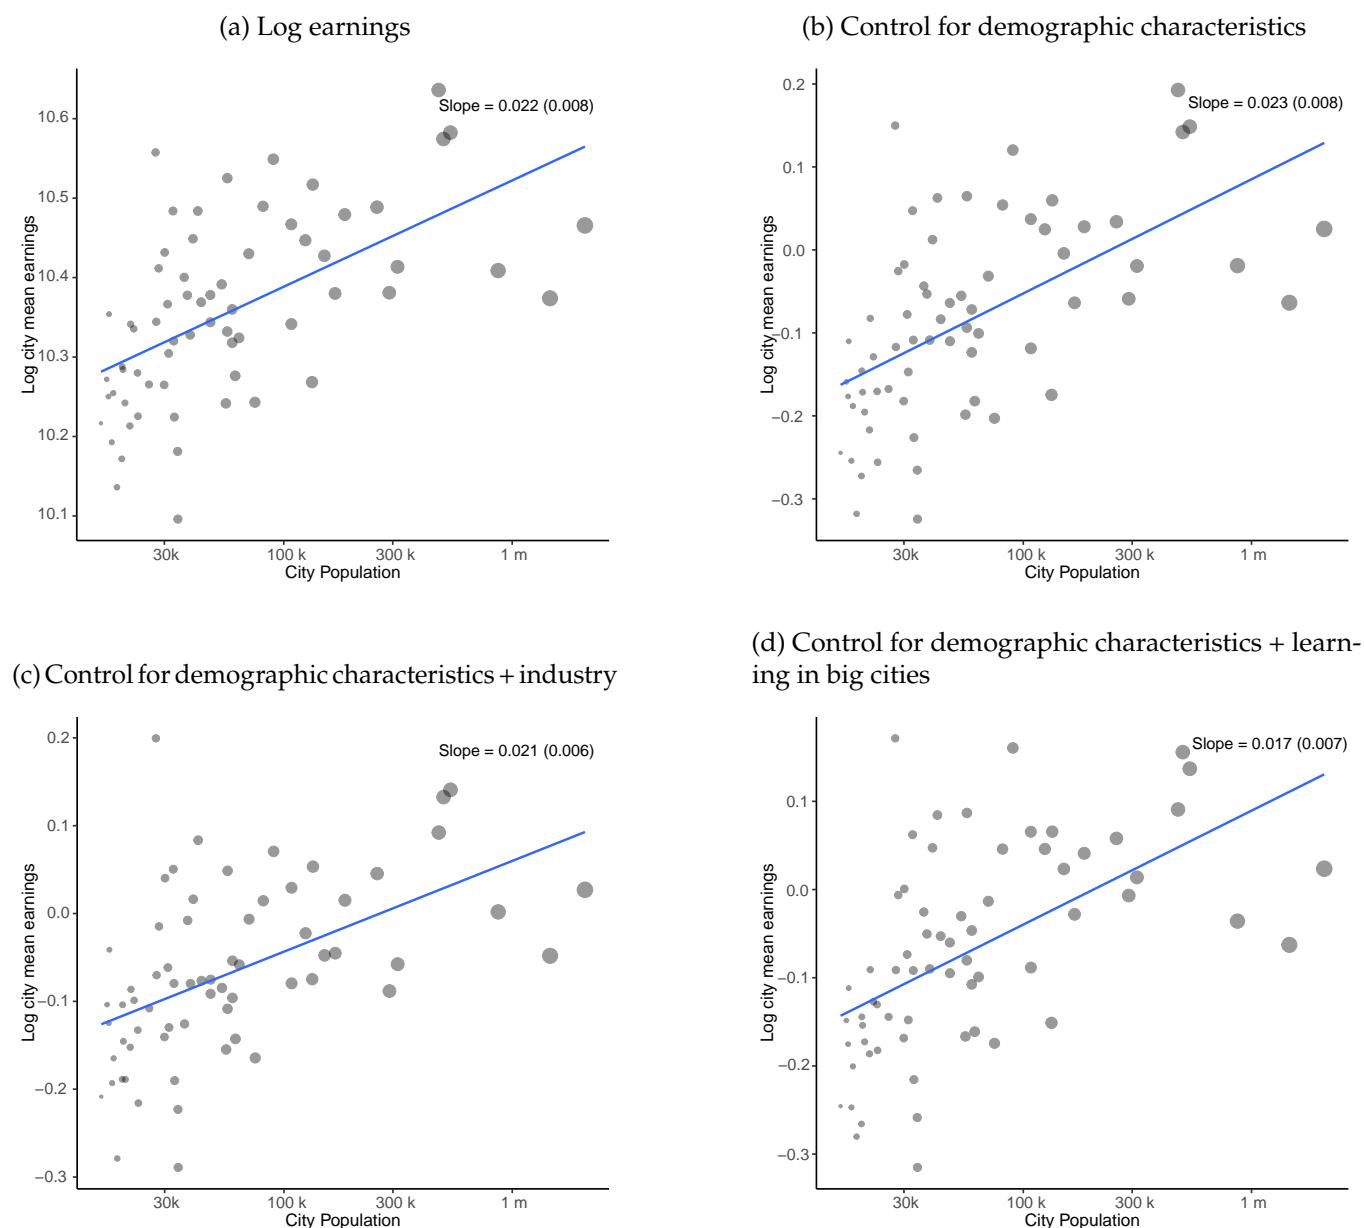 (a) Log earnings
Slope = 0.022 (0.008)
10.6
10.5
10.4
10.3
10.2
10.1
Log city mean earnings
30k
100 k
300 k
1 m
City Population
(b) Control for demographic characteristics
Slope = 0.023 (0.008)
0.2
0.1
0.0
−0.1
−0.2
−0.3
Log city mean earnings
30k
100 k
300 k
1 m
City Population
(c) Control for demographic characteristics + industry
Slope = 0.021 (0.006)
0.2
0.1
0.0
−0.1
−0.2
−0.3
Log city mean earnings
30k
100 k
300 k
1 m
City Population
(d) Control for demographic characteristics + learn-
ing in big cities
Slope = 0.017 (0.007)
0.1
0.0
−0.1
−0.2
−0.3
Log city mean earnings
30k
100 k
300 k
1 m
City Population